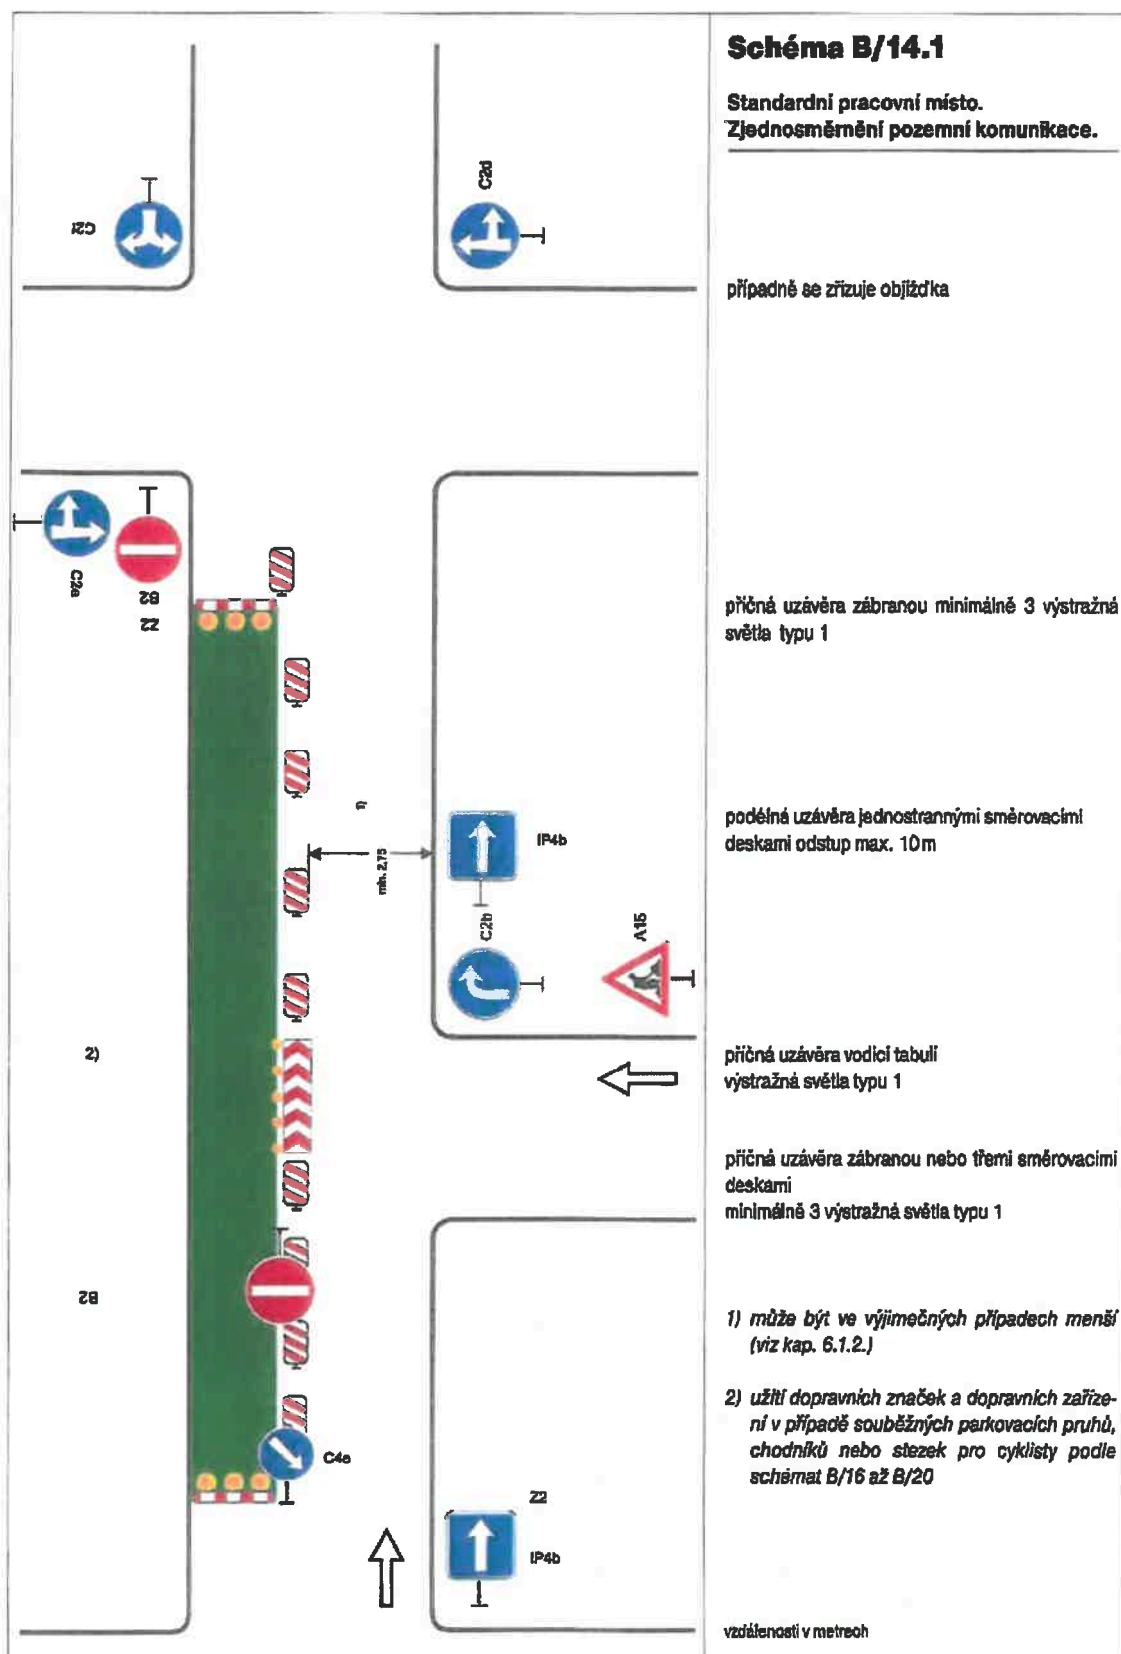 Schéma B/14.1
Standardní pracovní místo.
Zjednosměrnění pozemní komunikace.
C2f
C2d
případně se zřizuje objížďka
C2e
B2
Z2
příčná uzávěra zábranou minimálně 3 výstražná
světla typu 1
1)
min. 2,75
IP4b
podélná uzávěra jednostrannými směrovacími
deskami odstup max. 10m
C2b
A15
2)
příčná uzávěra vodicí tabulí
výstražná světla typu 1
příčná uzávěra zábranou nebo třemi směrovacími
deskami
minimálně 3 výstražná světla typu 1
B2
1) může být ve výjimečných případech menší
(viz kap. 6.1.2.)
2) užití dopravních značek a dopravních zaříze-
ní v případě souběžných parkovacích pruhů,
chodníků nebo stezek pro cyklisty podle
schémat B/16 až B/20
C4a
Z2
IP4b
vzdálenosti v metrech